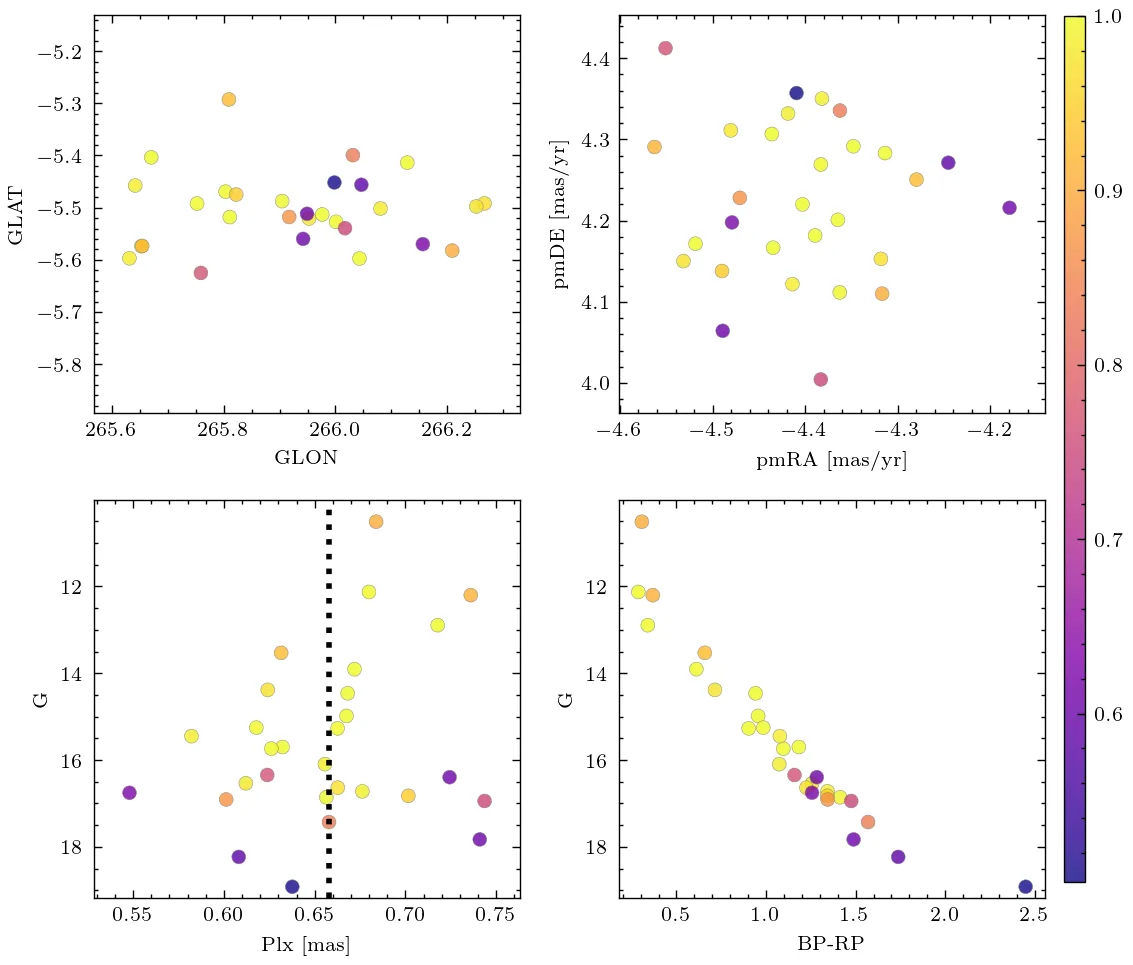 −5.2
−5.3
−5.4
−5.5
−5.6
−5.7
−5.8
GLAT
265.6 265.8 266.0 266.2
GLON
4.4
4.3
4.2
4.1
4.0
pmDE [mas/yr]
−4.6 −4.5 −4.4 −4.3 −4.2
pmRA [mas/yr]
12
14
16
18
G
0.55 0.60 0.65 0.70 0.75
Plx [mas]
12
14
16
18
G
0.5 1.0 1.5 2.0 2.5
BP-RP
1.0
0.9
0.8
0.7
0.6